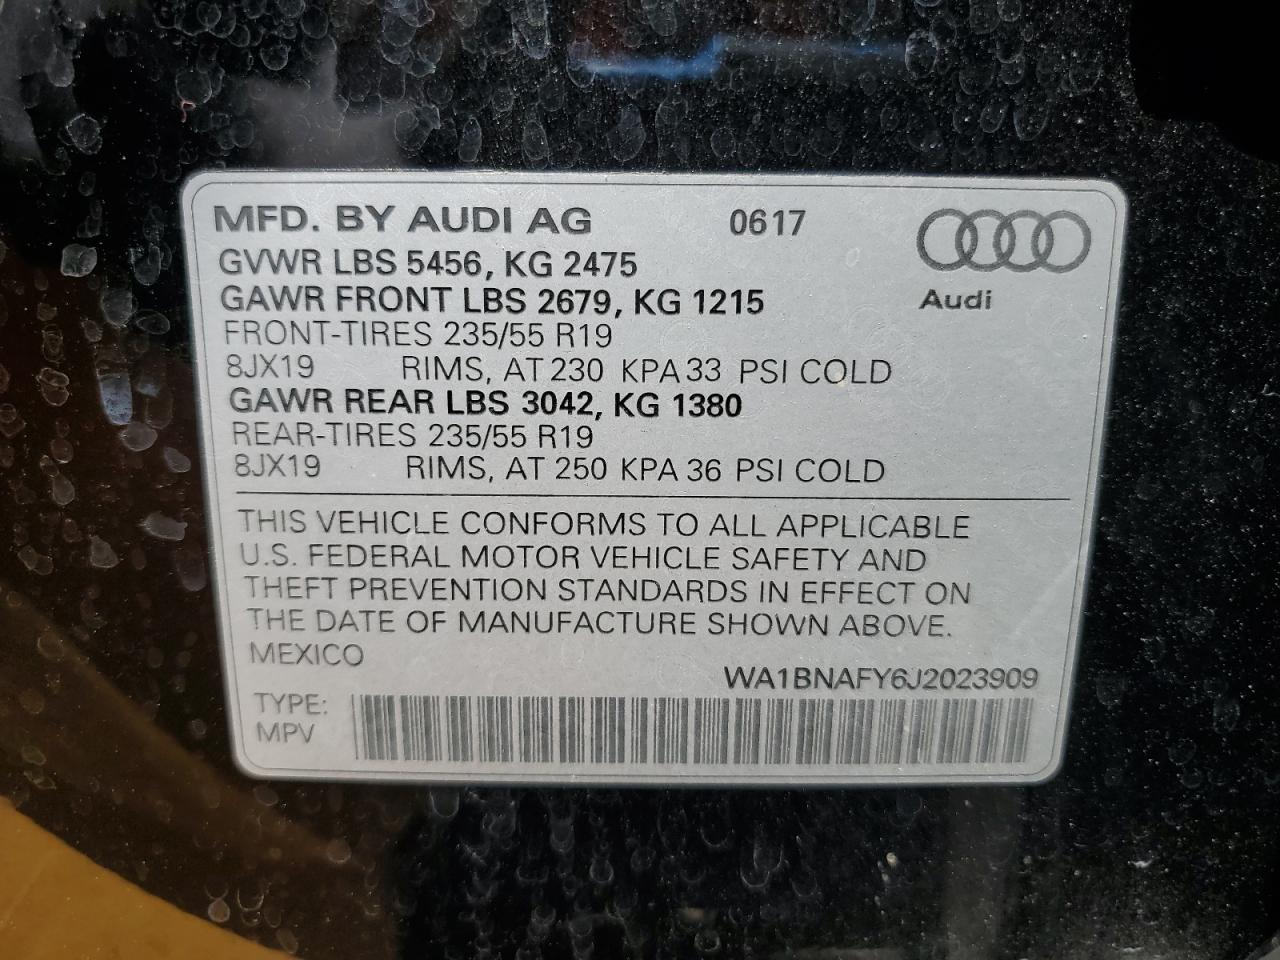 MFD. BY AUDI AG 0617
GVWR LBS 5456, KG 2475
GAWR FRONT LBS 2679, KG 1215
Audi
FRONT-TIRES 235/55 R19
8JX19 RIMS, AT 230 KPA 33 PSI COLD
GAWR REAR LBS 3042, KG 1380
REAR-TIRES 235/55 R19
8JX19 RIMS, AT 250 KPA 36 PSI COLD
THIS VEHICLE CONFORMS TO ALL APPLICABLE
U.S. FEDERAL MOTOR VEHICLE SAFETY AND
THEFT PREVENTION STANDARDS IN EFFECT ON
THE DATE OF MANUFACTURE SHOWN ABOVE.
MEXICO
WA1BNAFY6J2023909
TYPE:
MPV